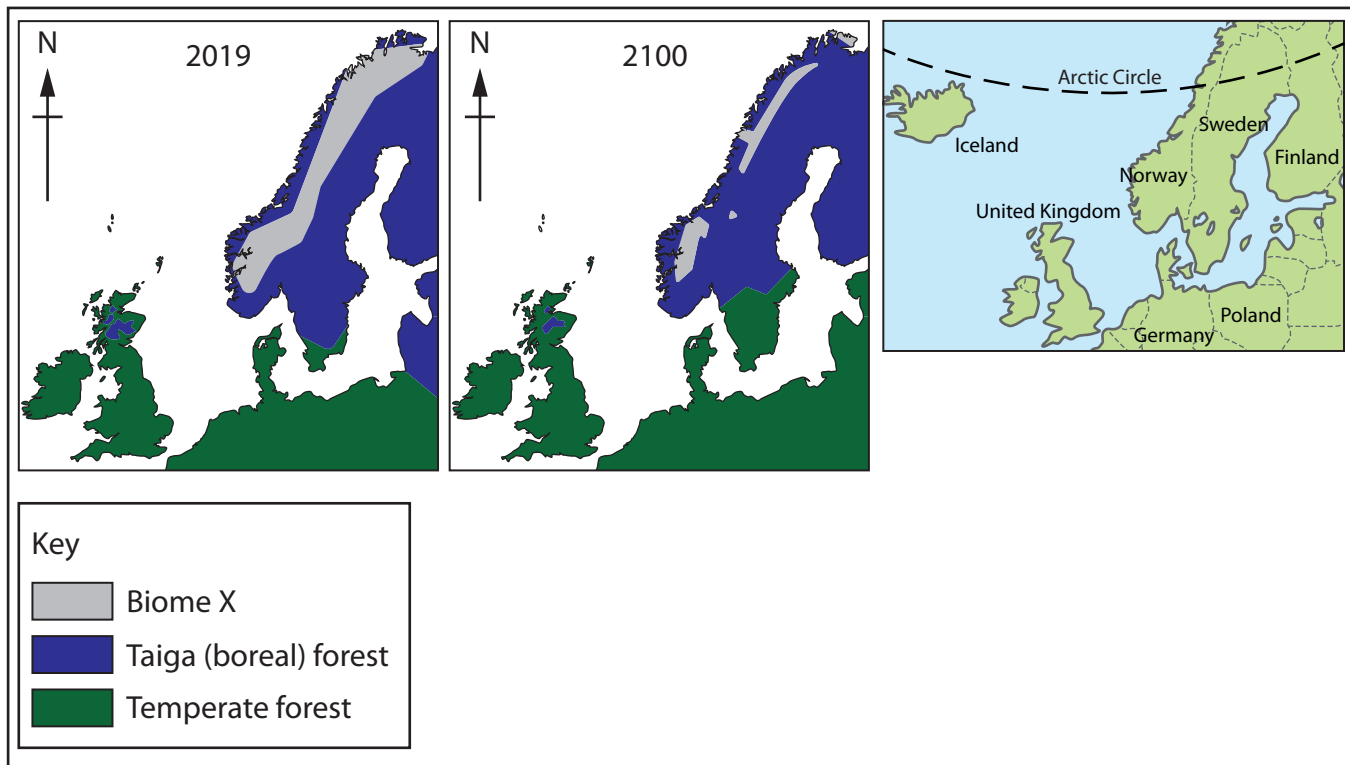 N
2019
N
2100
Arctic Circle
Iceland
Sweden
Finland
Norway
United Kingdom
Poland
Germany
Key
Biome X
Taiga (boreal) forest
Temperate forest